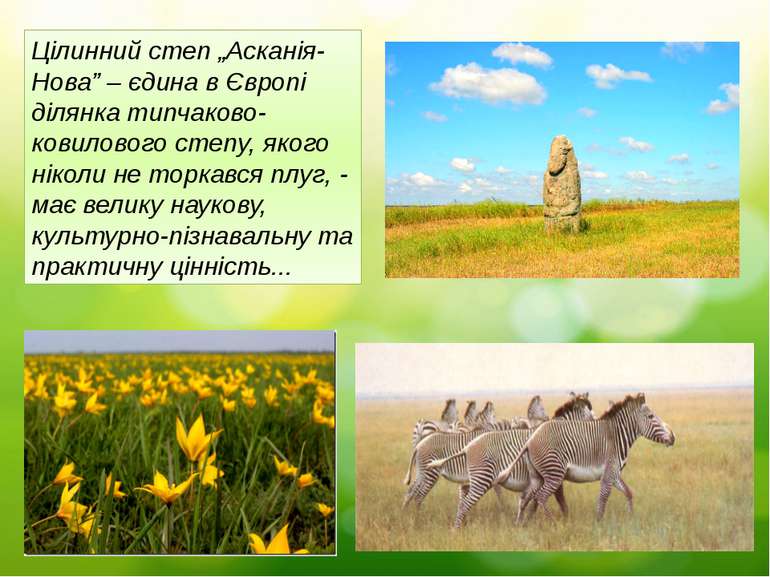 Цілинний степ „Асканія-
Нова” – єдина в Європі
ділянка типчаково-
ковилового степу, якого
ніколи не торкався плуг, -
має велику наукову,
культурно-пізнавальну та
практичну цінність...